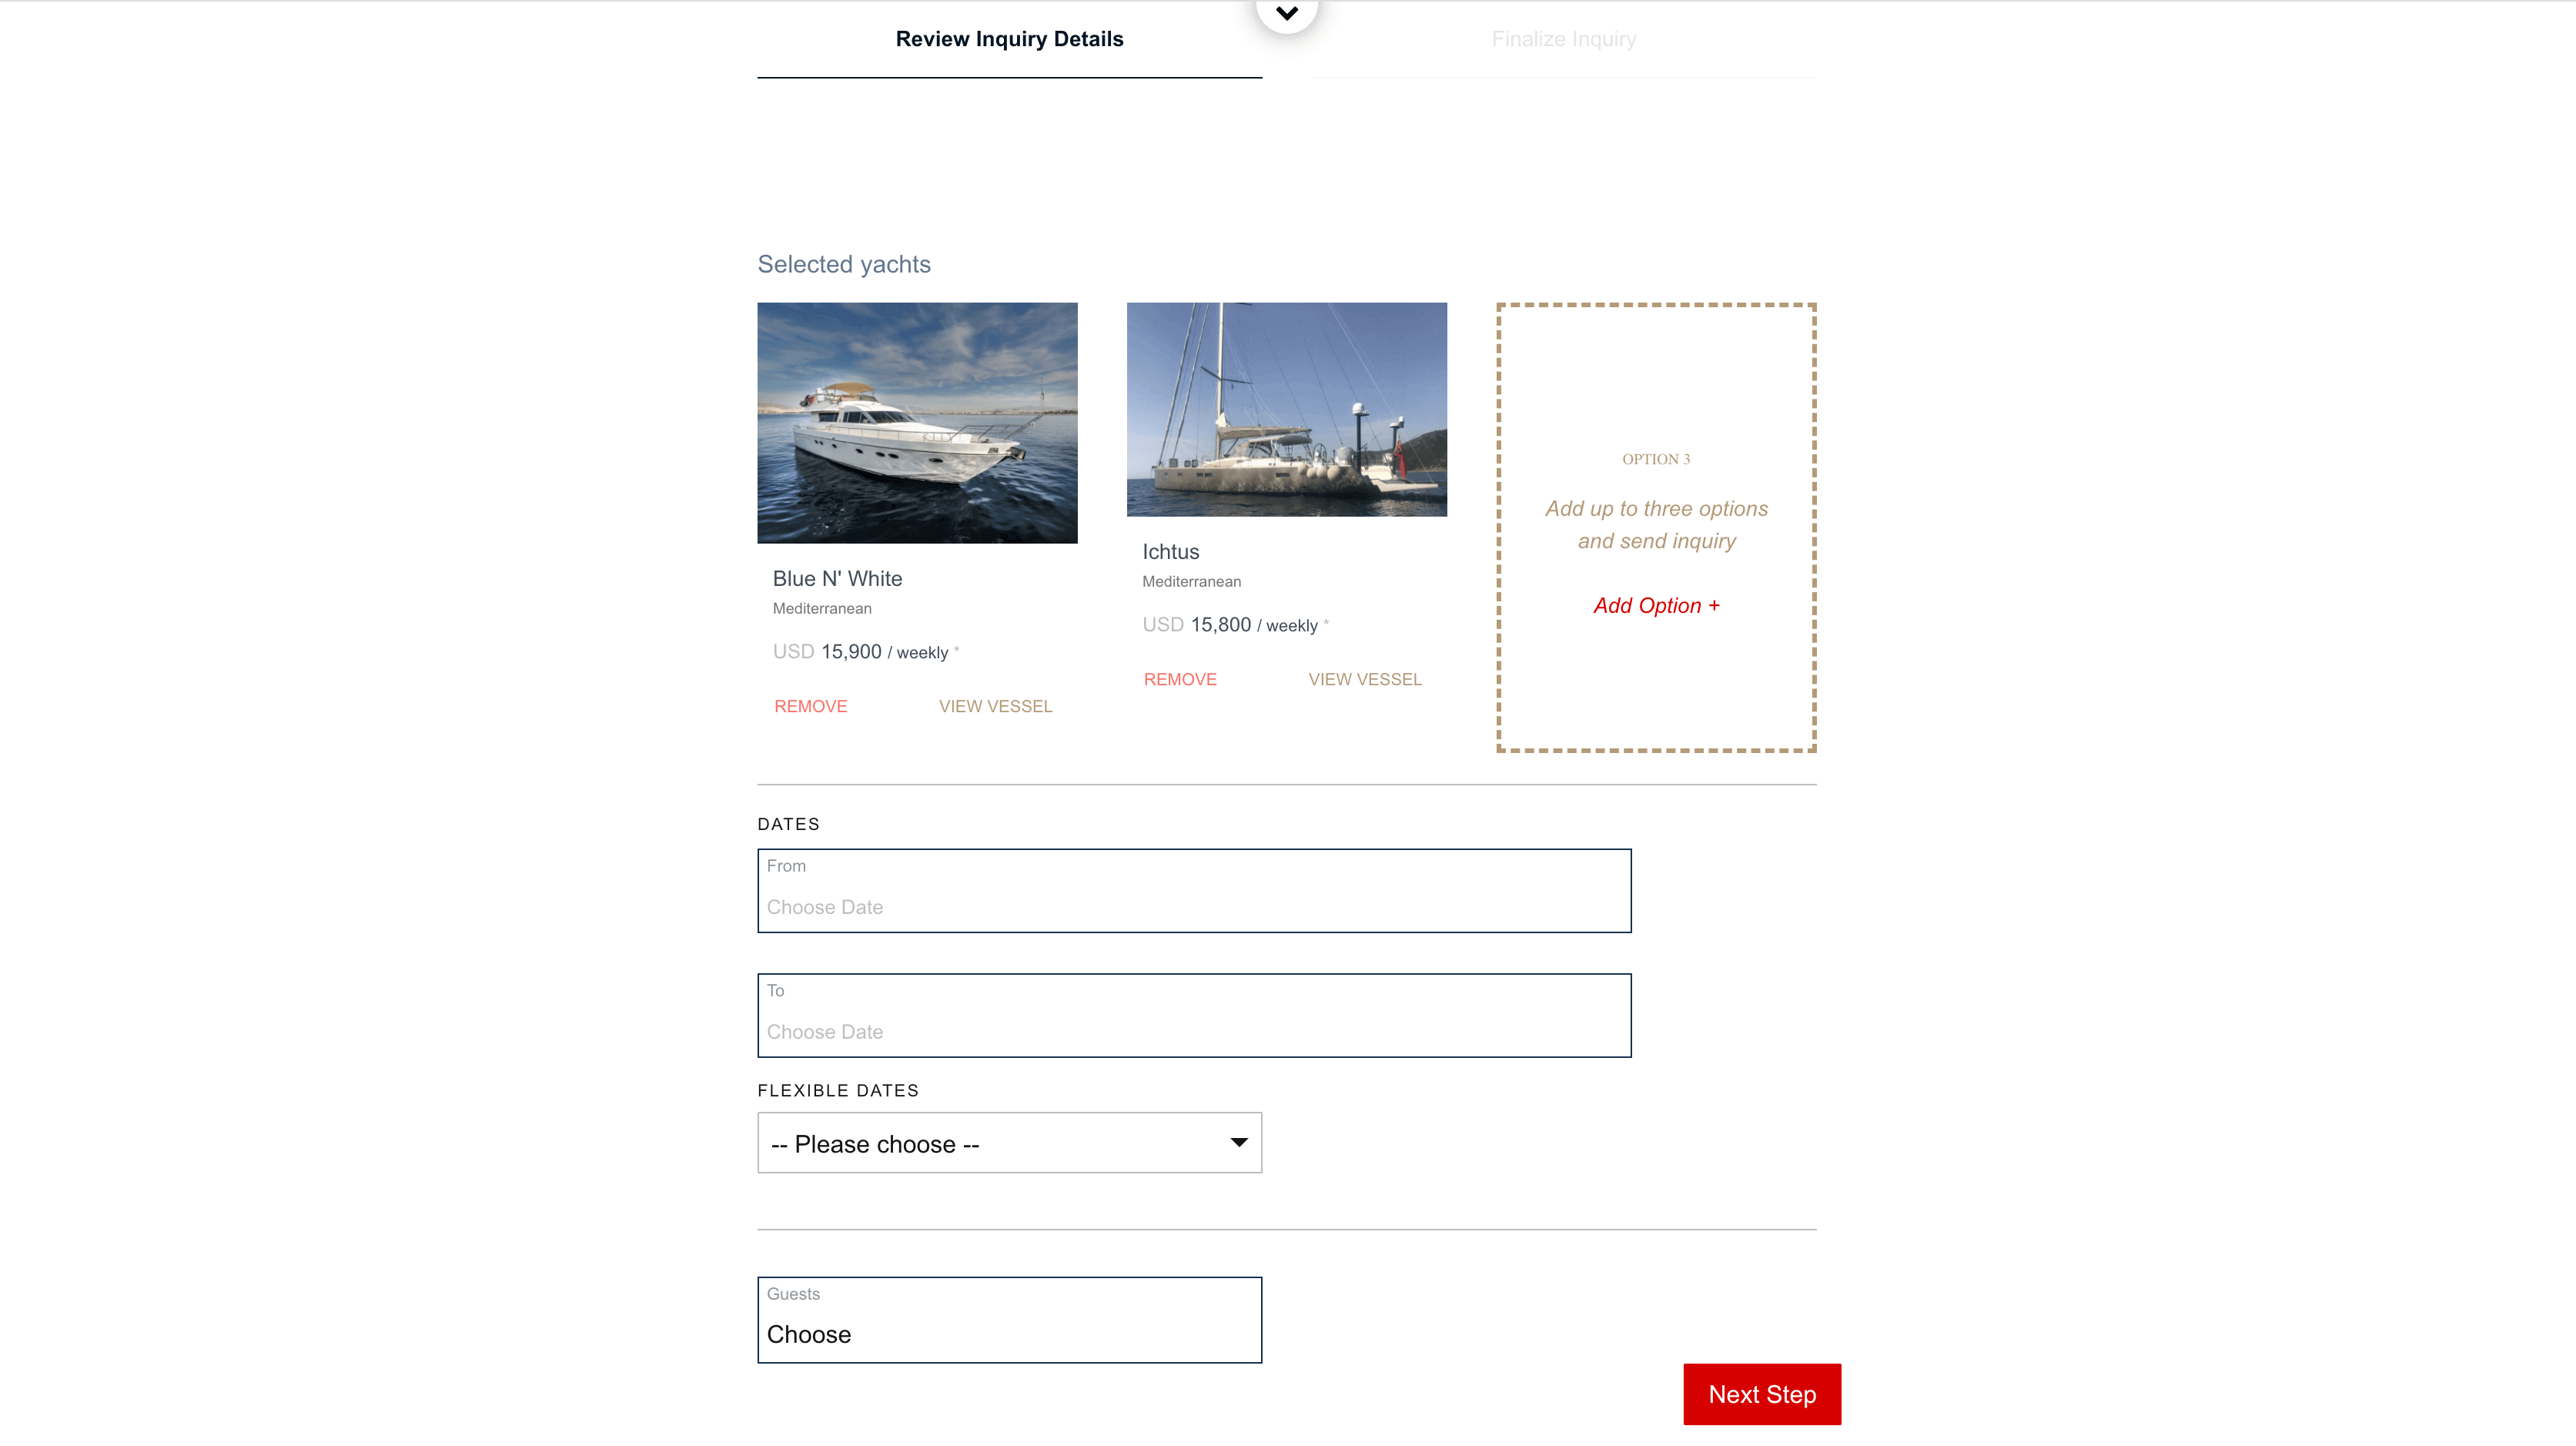 Review Inquiry Details
Finalize Inquiry
Selected yachts
Blue N' White
Mediterranean
USD 15,900 / weekly *
REMOVE
VIEW VESSEL
Ichtus
Mediterranean
USD 15,800 / weekly *
REMOVE
VIEW VESSEL
OPTION 3
Add up to three options
and send inquiry
Add Option +
DATES
From
Choose Date
To
Choose Date
FLEXIBLE DATES
-- Please choose --
Guests
Choose
Next Step